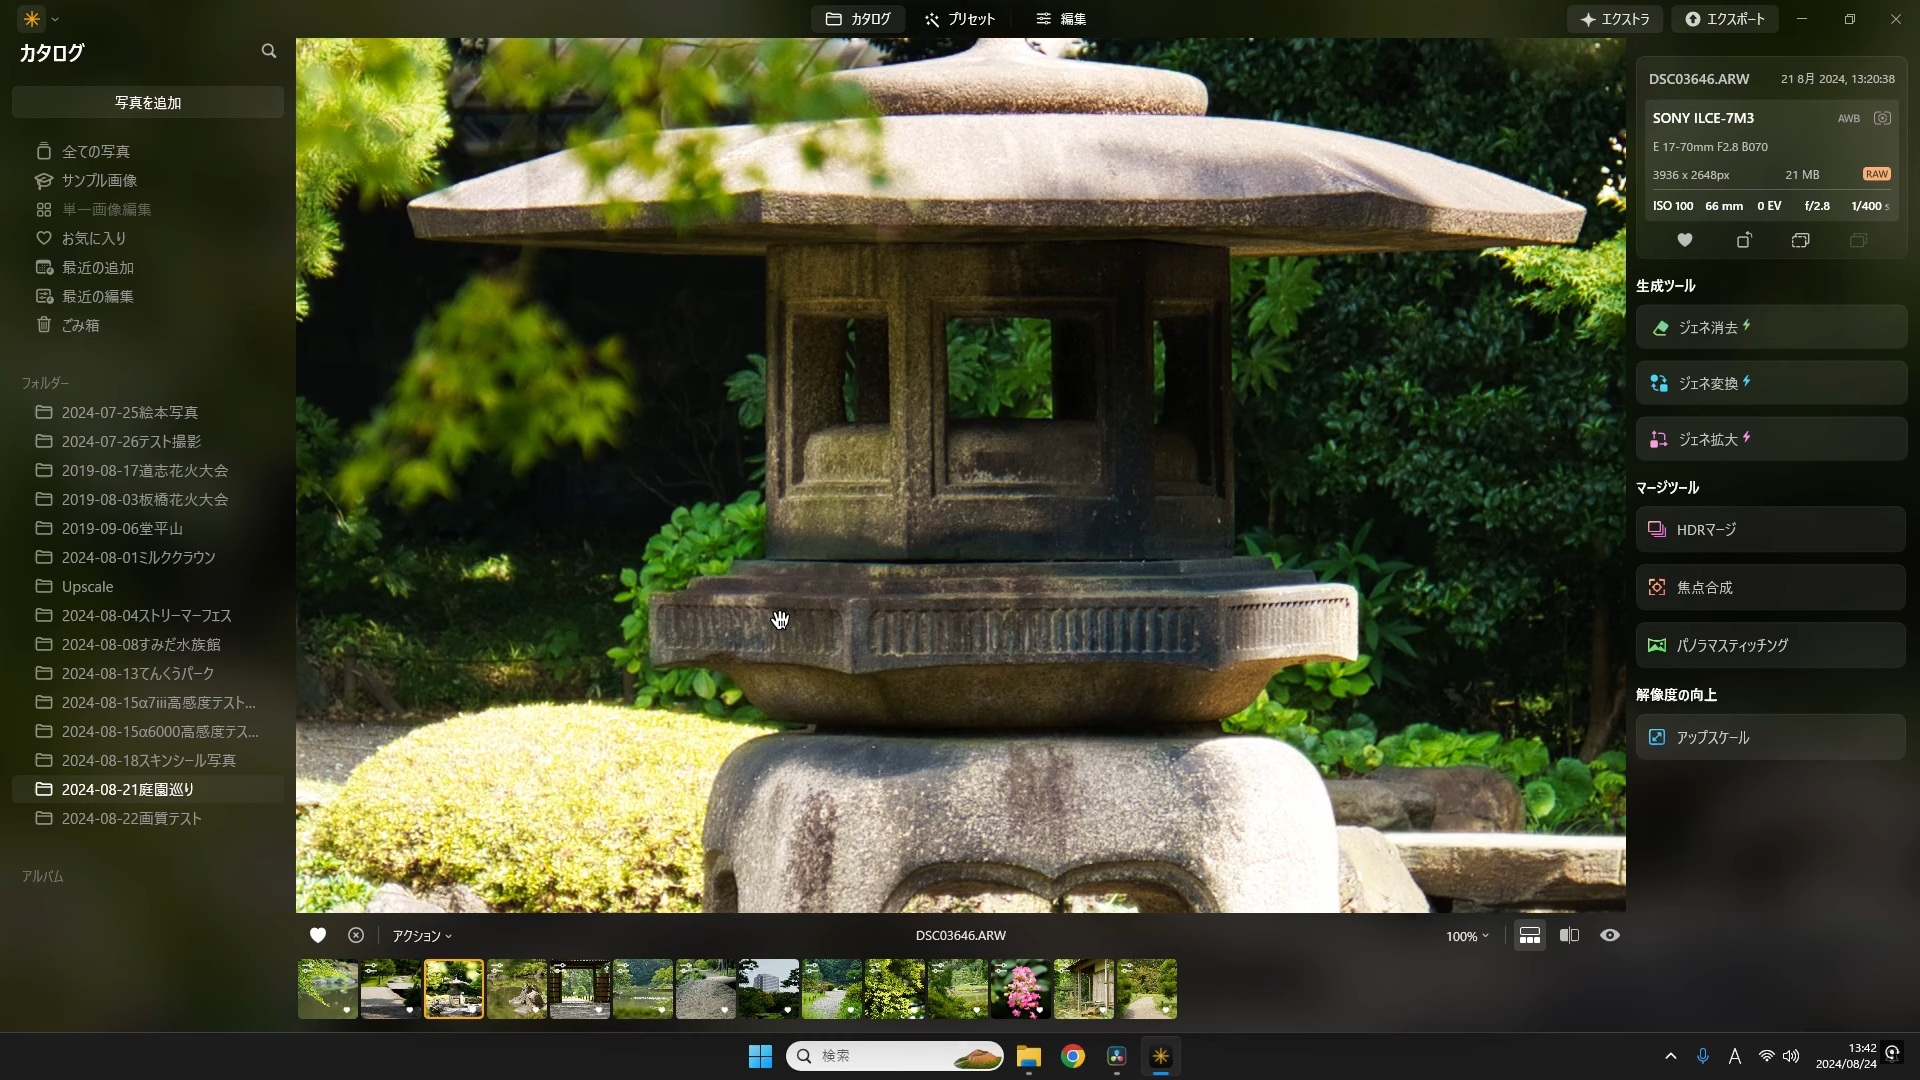 カタログ
プリセット
編集
エクストラ
エクスポート
カタログ
写真を追加
全ての写真
サンプル画像
単一画像編集
お気に入り
最近の追加
最近の編集
ごみ箱
フォルダー
2024-07-25絵本写真
2024-07-26テスト撮影
2019-08-17道志花火大会
2019-08-03板橋花火大会
2019-09-06堂平山
2024-08-01ミルククラウン
Upscale
2024-08-04ストリーマーフェス
2024-08-08すみだ水族館
2024-08-13てんくうパーク
2024-08-15α7iii高感度テスト...
2024-08-15α6000高感度テス...
2024-08-18スキンシール写真
2024-08-21庭園巡り
2024-08-22画質テスト
アルバム
DSC03646.ARW 21 8月 2024, 13:20:38
SONY ILCE-7M3 AWB
E 17-70mm F2.8 B070
3936 x 2648px 21 MB RAW
ISO 100 66 mm 0 EV f/2.8 1/400 s
生成ツール
ジェネ消去
ジェネ変換
ジェネ拡大
マージツール
HDRマージ
焦点合成
パノラマスティッチング
解像度の向上
アップスケール
アクション
DSC03646.ARW
100%
検索
A
13:42
2024/08/24